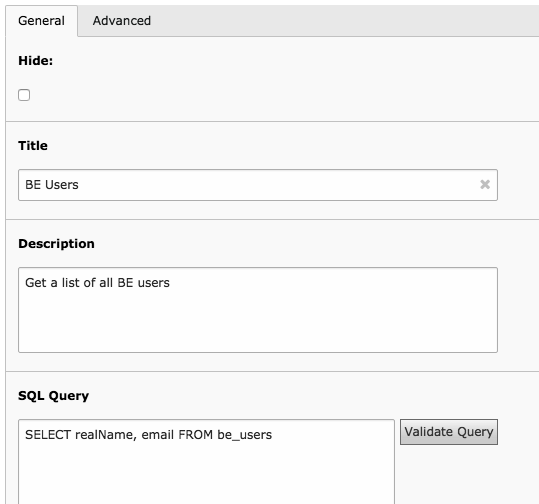 General Advanced
Hide:
Title
BE Users
Description
Get a list of all BE users
SQL Query
SELECT realName, email FROM be_users
Validate Query